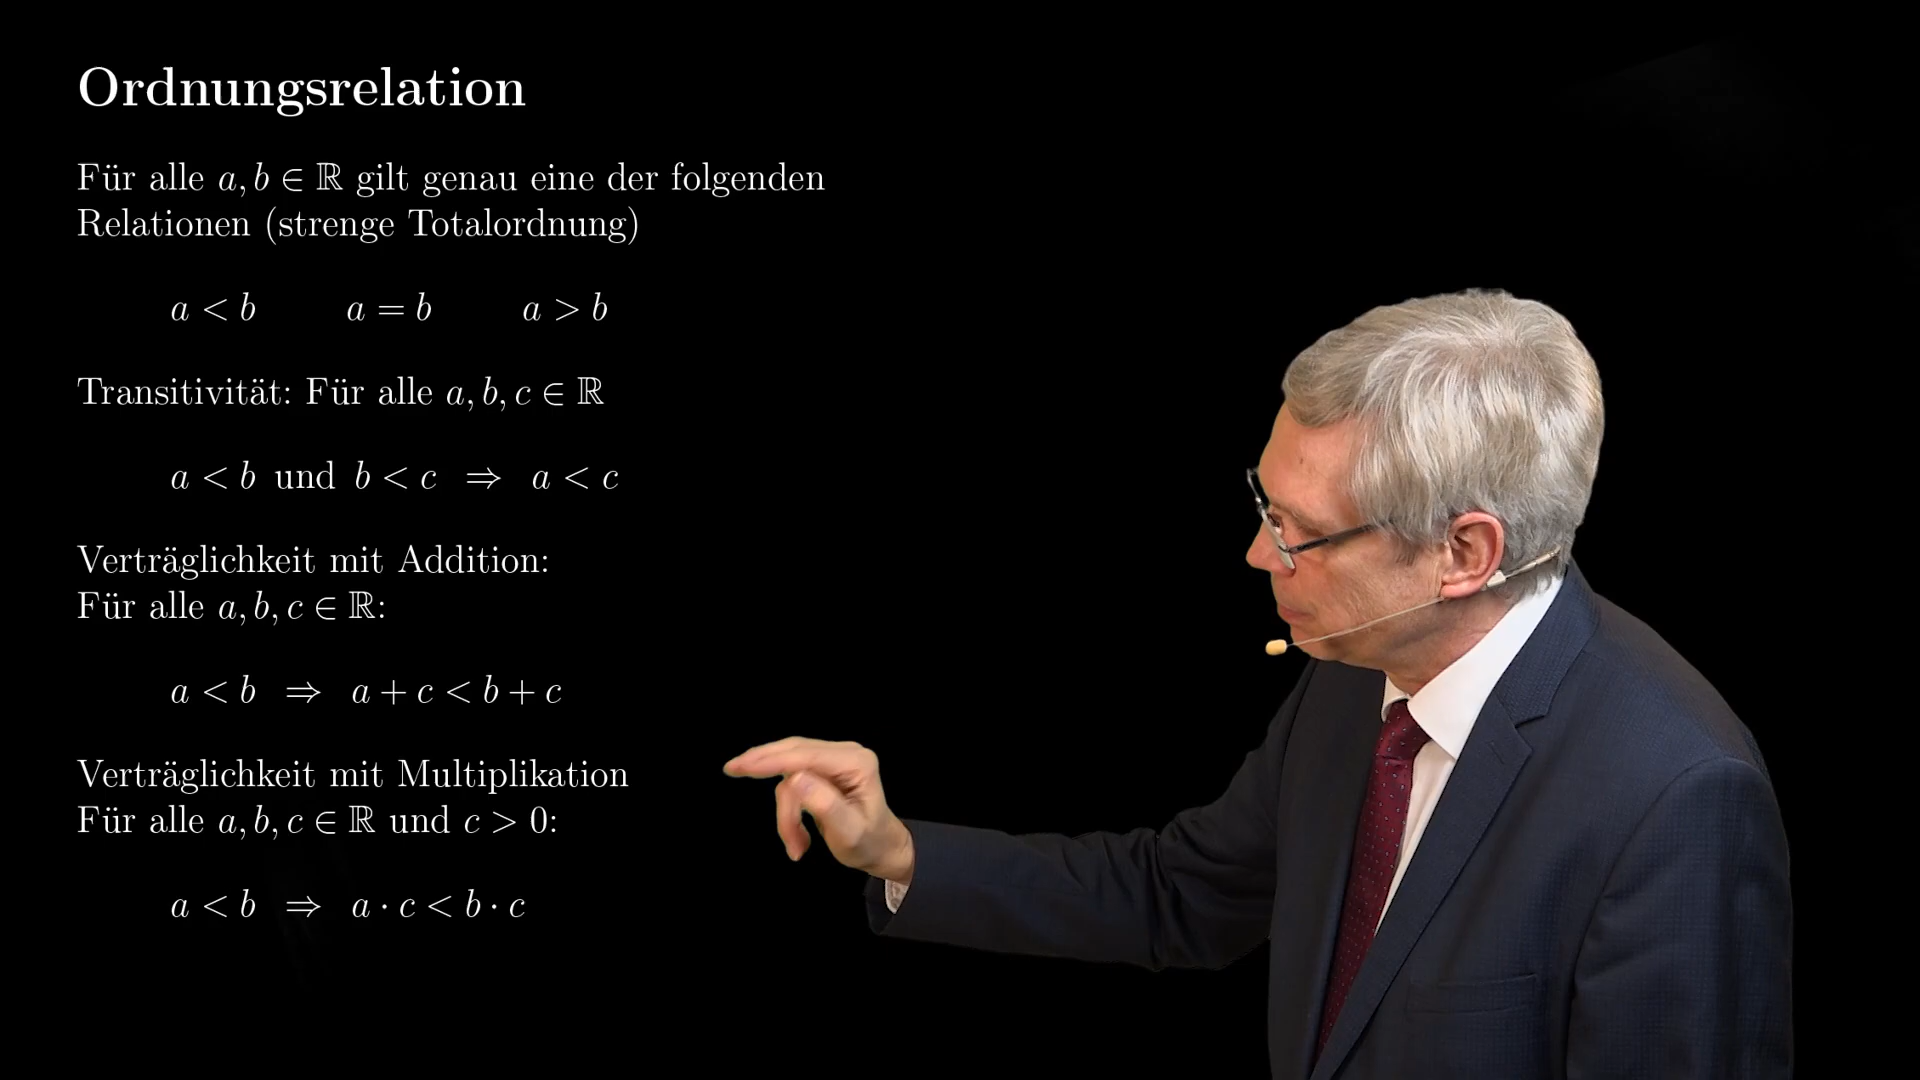 Ordnungsrelation
Für alle a, b ∈ ℝ gilt genau eine der folgenden
Relationen (strenge Totalordnung)
a < b a = b a > b
Transitivität: Für alle a, b, c ∈ ℝ
a < b und b < c ⇒ a < c
Verträglichkeit mit Addition:
Für alle a, b, c ∈ ℝ:
a < b ⇒ a + c < b + c
Verträglichkeit mit Multiplikation
Für alle a, b, c ∈ ℝ und c > 0:
a < b ⇒ a · c < b · c